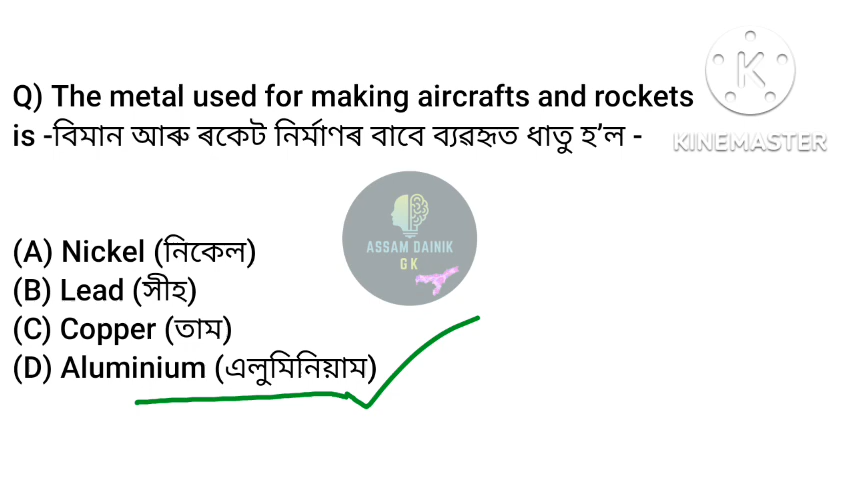 Q) The metal used for making aircrafts and rockets
is -বিমান আৰু ৰকেট নিৰ্মাণৰ বাবে ব্যৱহৃত ধাতু হ'ল -
KINEMASTER
ASSAM DAINIK
GK
(A) Nickel (নিকেল)
(B) Lead (সীহ)
(C) Copper (তাম)
(D) Aluminium (এলুমিনিয়াম)